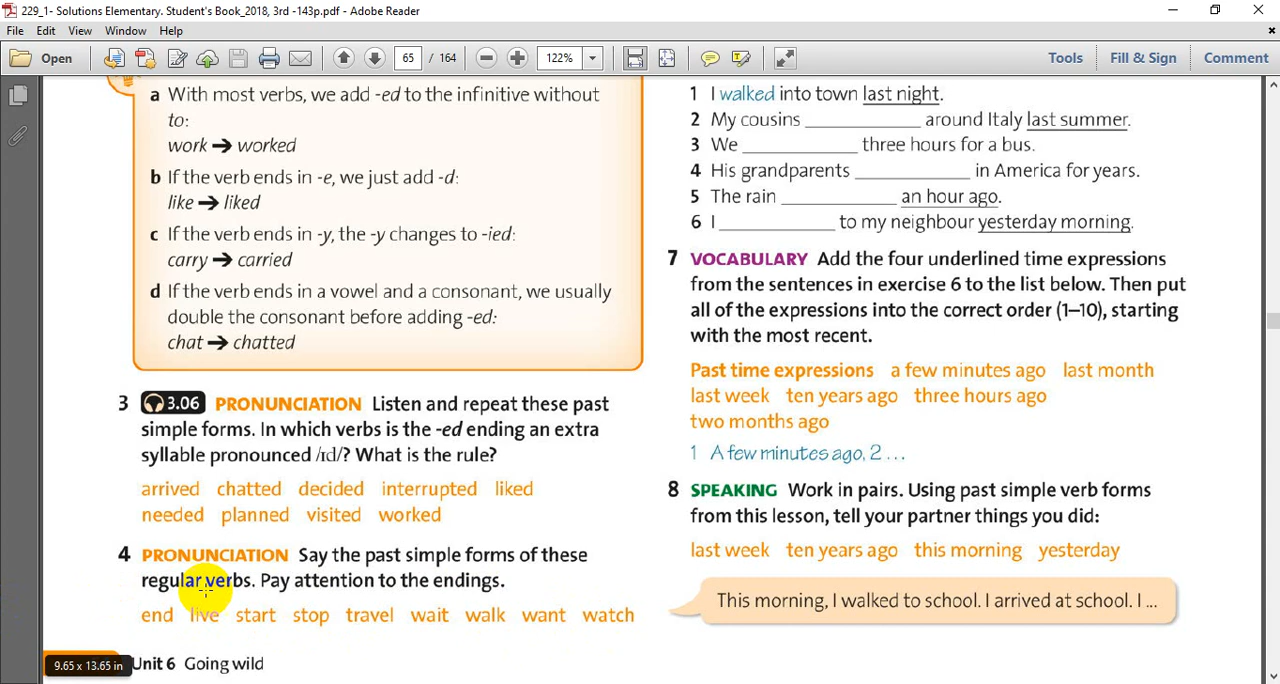 229_1- Solutions Elementary. Student's Book_2018, 3rd -143p.pdf - Adobe Reader
File Edit View Window Help
Open 65 / 164 122% Tools Fill & Sign Comment
a With most verbs, we add -ed to the infinitive without
to:
work ➔ worked
b If the verb ends in -e, we just add -d:
like ➔ liked
c If the verb ends in -y, the -y changes to -ied:
carry ➔ carried
d If the verb ends in a vowel and a consonant, we usually
double the consonant before adding -ed:
chat ➔ chatted
3 3.06 PRONUNCIATION Listen and repeat these past
simple forms. In which verbs is the -ed ending an extra
syllable pronounced /ɪd/? What is the rule?
arrived chatted decided interrupted liked
needed planned visited worked
4 PRONUNCIATION Say the past simple forms of these
regular verbs. Pay attention to the endings.
end live start stop travel wait walk want watch
9.65 x 13.65 in Unit 6 Going wild
1 I walked into town last night.
2 My cousins ____________ around Italy last summer.
3 We ____________ three hours for a bus.
4 His grandparents ____________ in America for years.
5 The rain ____________ an hour ago.
6 I ____________ to my neighbour yesterday morning.
7 VOCABULARY Add the four underlined time expressions
from the sentences in exercise 6 to the list below. Then put
all of the expressions into the correct order (1–10), starting
with the most recent.
Past time expressions a few minutes ago last month
last week ten years ago three hours ago
two months ago
1 A few minutes ago, 2 ...
8 SPEAKING Work in pairs. Using past simple verb forms
from this lesson, tell your partner things you did:
last week ten years ago this morning yesterday
This morning, I walked to school. I arrived at school. I ...